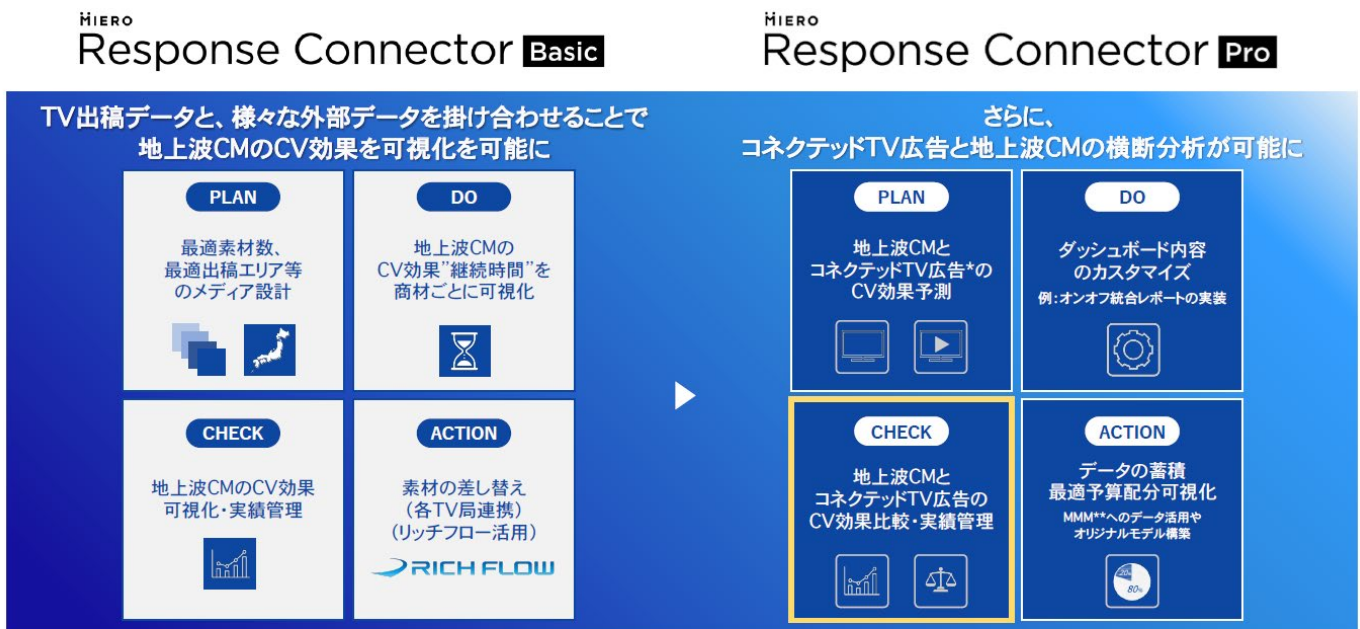 MIERO
Response Connector Basic
TV出稿データと、様々な外部データを掛け合わせることで
地上波CMのCV効果を可視化を可能に
PLAN
最適素材数、
最適出稿エリア等
のメディア設計
DO
地上波CMの
CV効果”継続時間”を
商材ごとに可視化
CHECK
地上波CMのCV効果
可視化・実績管理
ACTION
素材の差し替え
(各TV局連携)
(リッチフロー活用)
RICH FLOW
MIERO
Response Connector Pro
さらに、
コネクテッドTV広告と地上波CMの横断分析が可能に
PLAN
地上波CMと
コネクテッドTV広告*の
CV効果予測
DO
ダッシュボード内容
のカスタマイズ
例:オンオフ統合レポートの実装
CHECK
地上波CMと
コネクテッドTV広告の
CV効果比較・実績管理
ACTION
データの蓄積
最適予算配分可視化
MMM**へのデータ活用や
オリジナルモデル構築
20%
80%